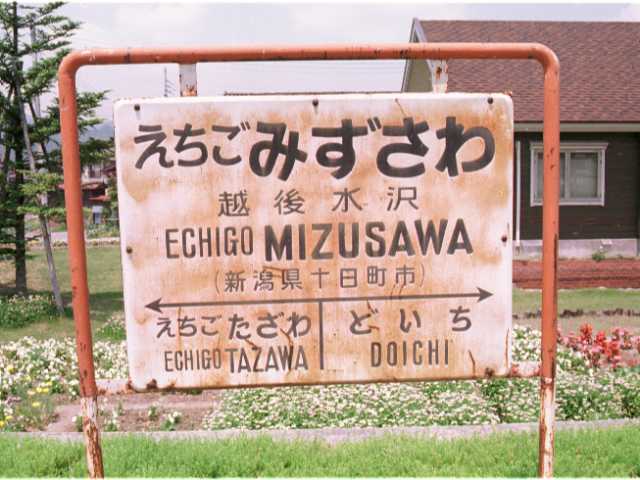 えちごみずさわ
越後水沢
ECHIGO MIZUSAWA
(新潟県十日町市)
えちごたざわ どいち
ECHIGO TAZAWA DOICHI